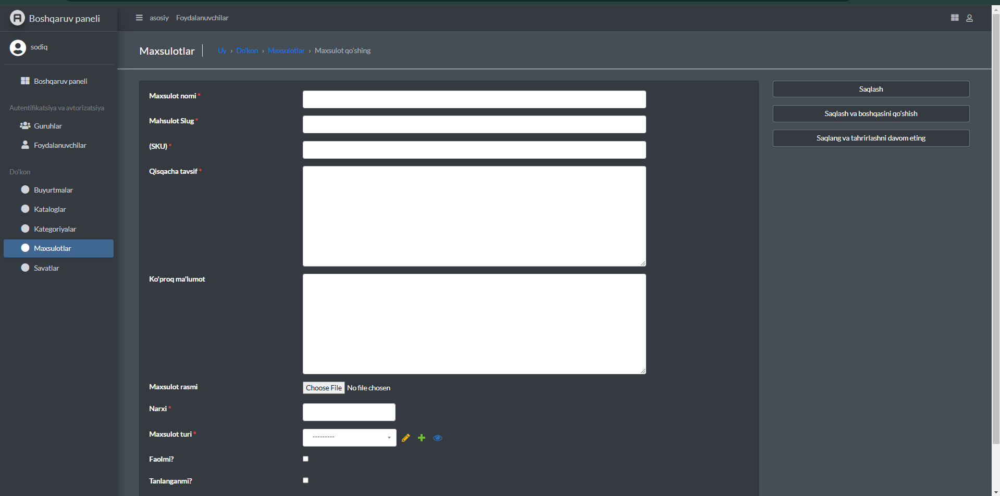 Boshqaruv paneli
asosiy Foydalanuvchilar
sodiq
Boshqaruv paneli
Autentifikatsiya va avtorizatsiya
Guruhlar
Foydalanuvchilar
Do'kon
Buyurtmalar
Kataloglar
Kategoriyalar
Maxsulotlar
Savatlar
Maxsulotlar
Uy › Do'kon › Maxsulotlar › Maxsulot qo'shing
Maxsulot nomi *
Mahsulot Slug *
(SKU) *
Qisqacha tavsif *
Ko'proq ma'lumot
Maxsulot rasmi
Choose File No file chosen
Narxi *
Maxsulot turi *
---------
Faolmi?
Tanlanganmi?
Saqlash
Saqlash va boshqasini qo'shish
Saqlang va tahrirlashni davom eting